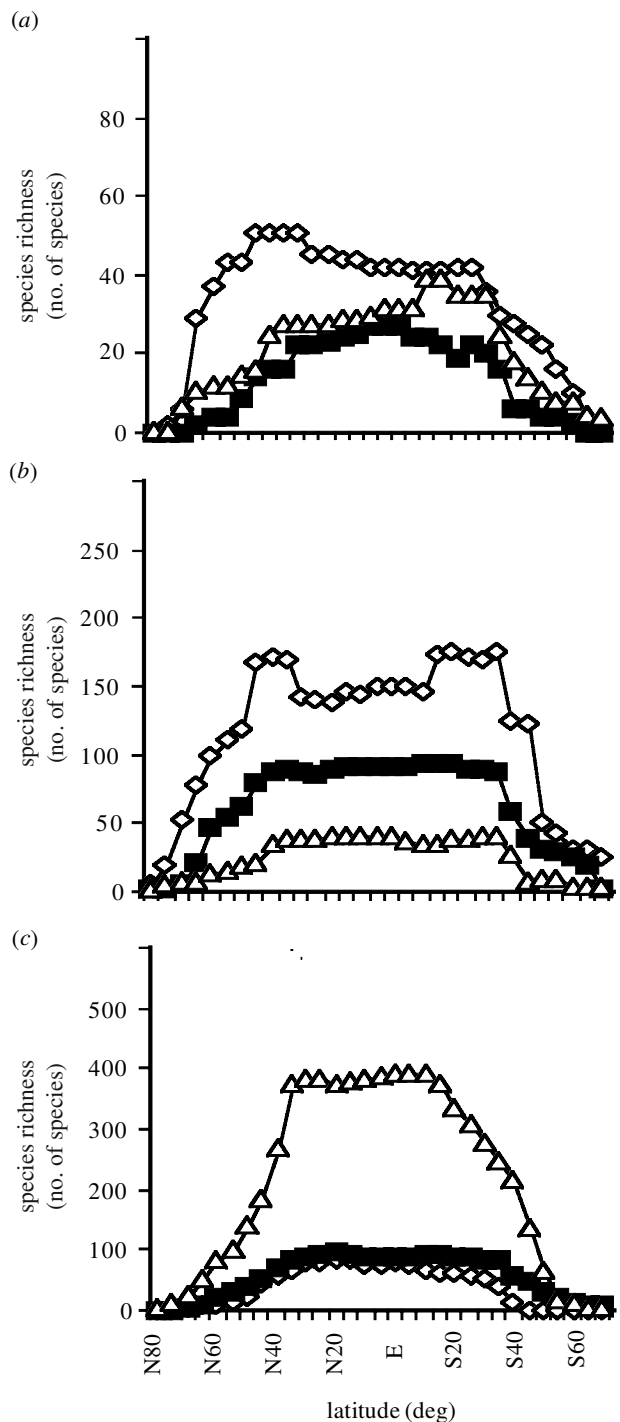 (a)
species richness
(no. of species)
80
60
40
20
0
(b)
species richness
(no. of species)
250
200
150
100
50
0
(c)
species richness
(no. of species)
500
400
300
200
100
0
N80 N60 N40 N20 E S20 S40 S60
latitude (deg)